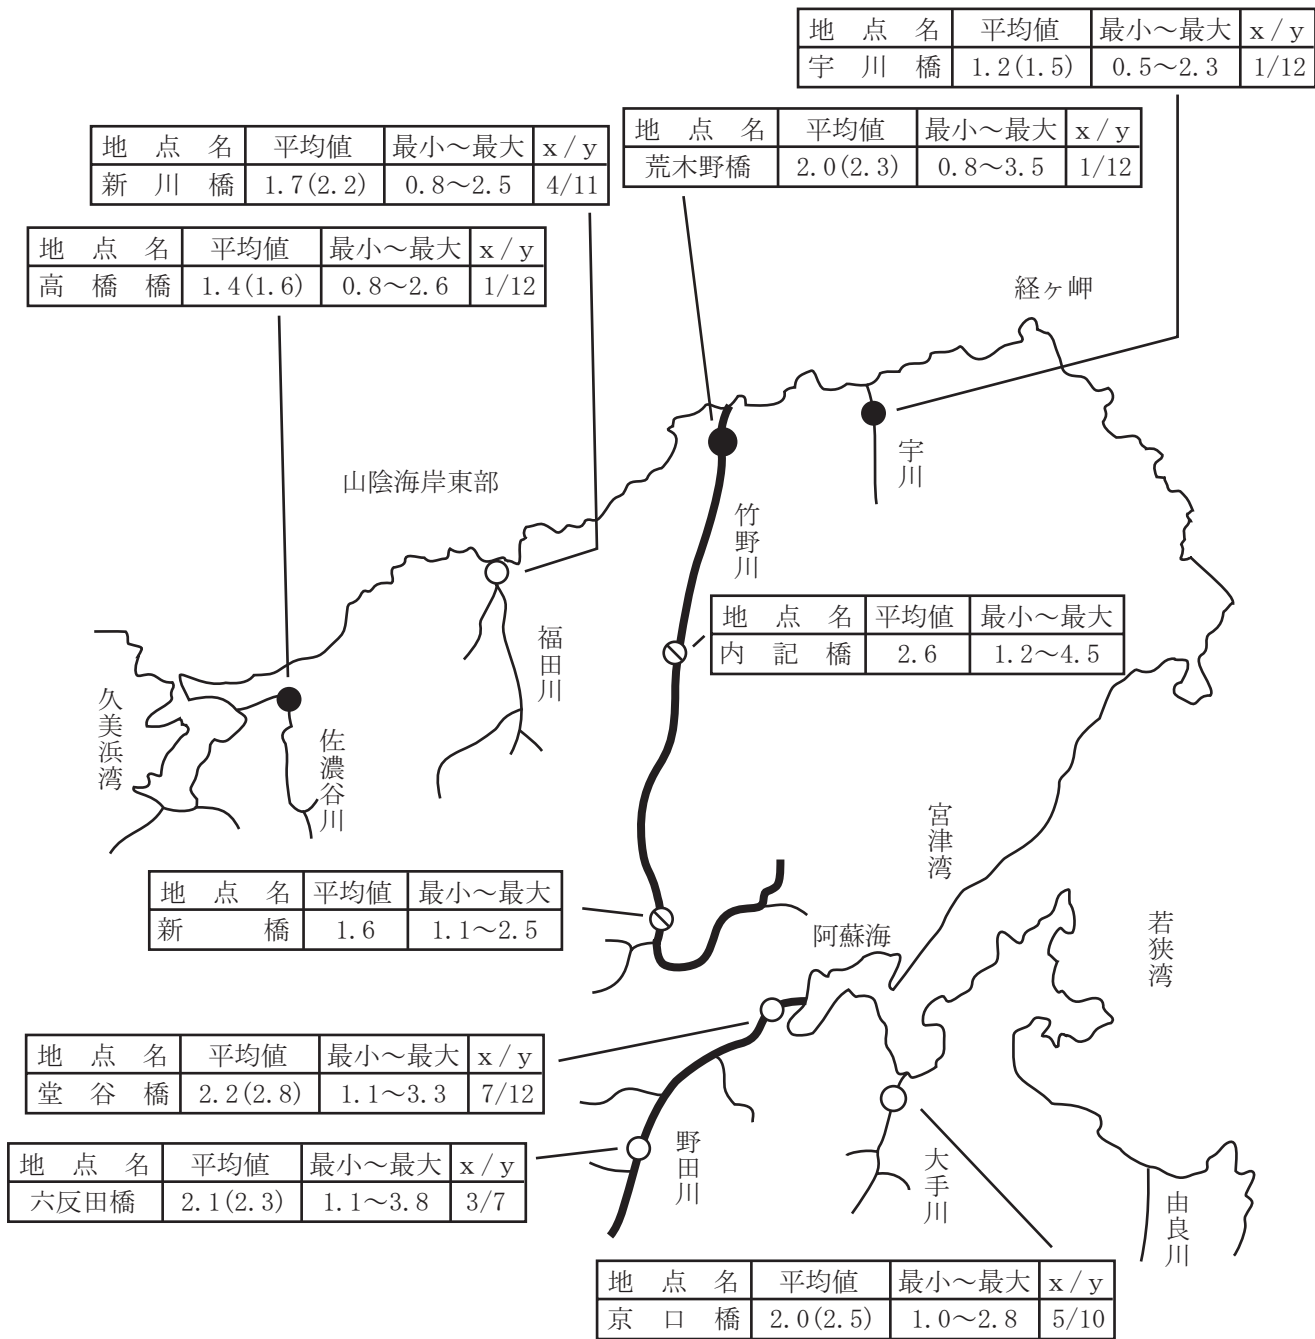 地点名 平均値 最小～最大 x/y
宇川橋 1.2(1.5) 0.5～2.3 1/12
地点名 平均値 最小～最大 x/y
荒木野橋 2.0(2.3) 0.8～3.5 1/12
地点名 平均値 最小～最大 x/y
新川橋 1.7(2.2) 0.8～2.5 4/11
地点名 平均値 最小～最大 x/y
高橋橋 1.4(1.6) 0.8～2.6 1/12
経ヶ岬
山陰海岸東部
宇川
竹野川
地点名 平均値 最小～最大
内記橋 2.6 1.2～4.5
福田川
久美浜湾
佐濃谷川
宮津湾
地点名 平均値 最小～最大
新橋 1.6 1.1～2.5
阿蘇海
若狭湾
地点名 平均値 最小～最大 x/y
堂谷橋 2.2(2.8) 1.1～3.3 7/12
地点名 平均値 最小～最大 x/y
六反田橋 2.1(2.3) 1.1～3.8 3/7
野田川
大手川
由良川
地点名 平均値 最小～最大 x/y
京口橋 2.0(2.5) 1.0～2.8 5/10